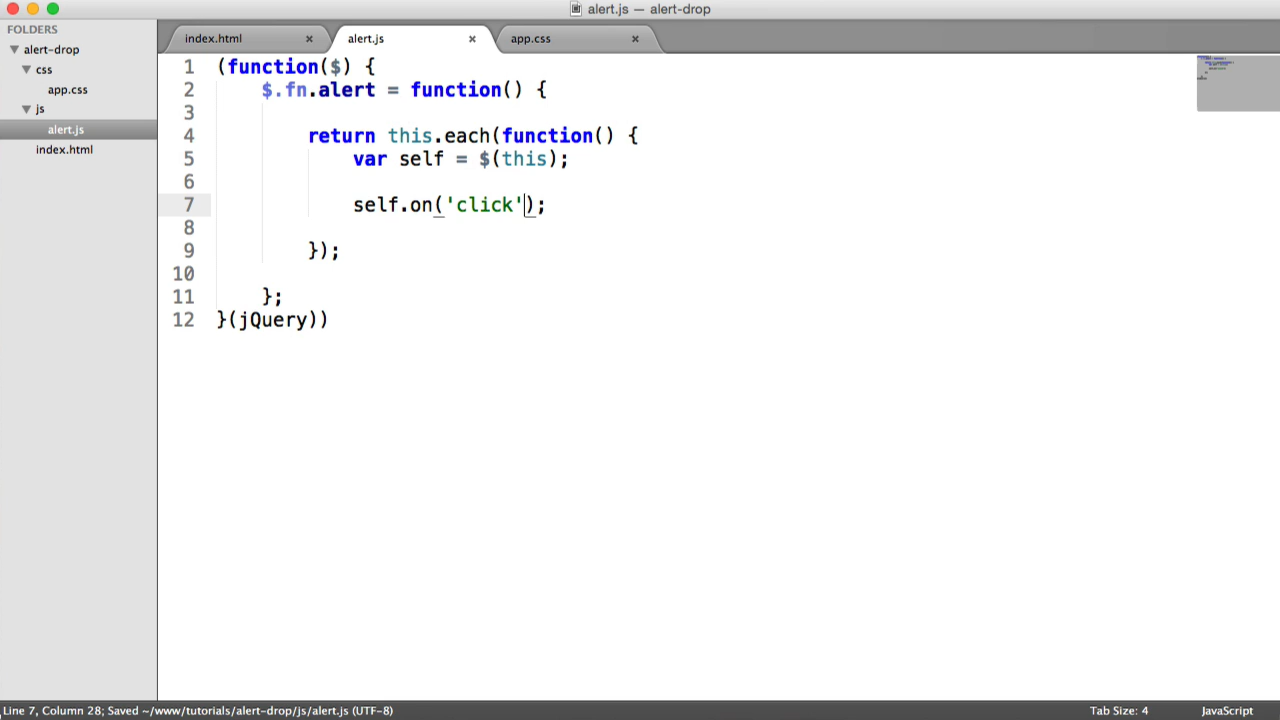 alert.js — alert-drop
FOLDERS
alert-drop
css
app.css
js
alert.js
index.html
index.html ×
alert.js ×
app.css ×
1 (function($) {
2 $.fn.alert = function() {
3
4 return this.each(function() {
5 var self = $(this);
6
7 self.on('click');
8
9 });
10
11 };
12 }(jQuery))
Line 7, Column 28; Saved ~/www/tutorials/alert-drop/js/alert.js (UTF-8)
Tab Size: 4
JavaScript